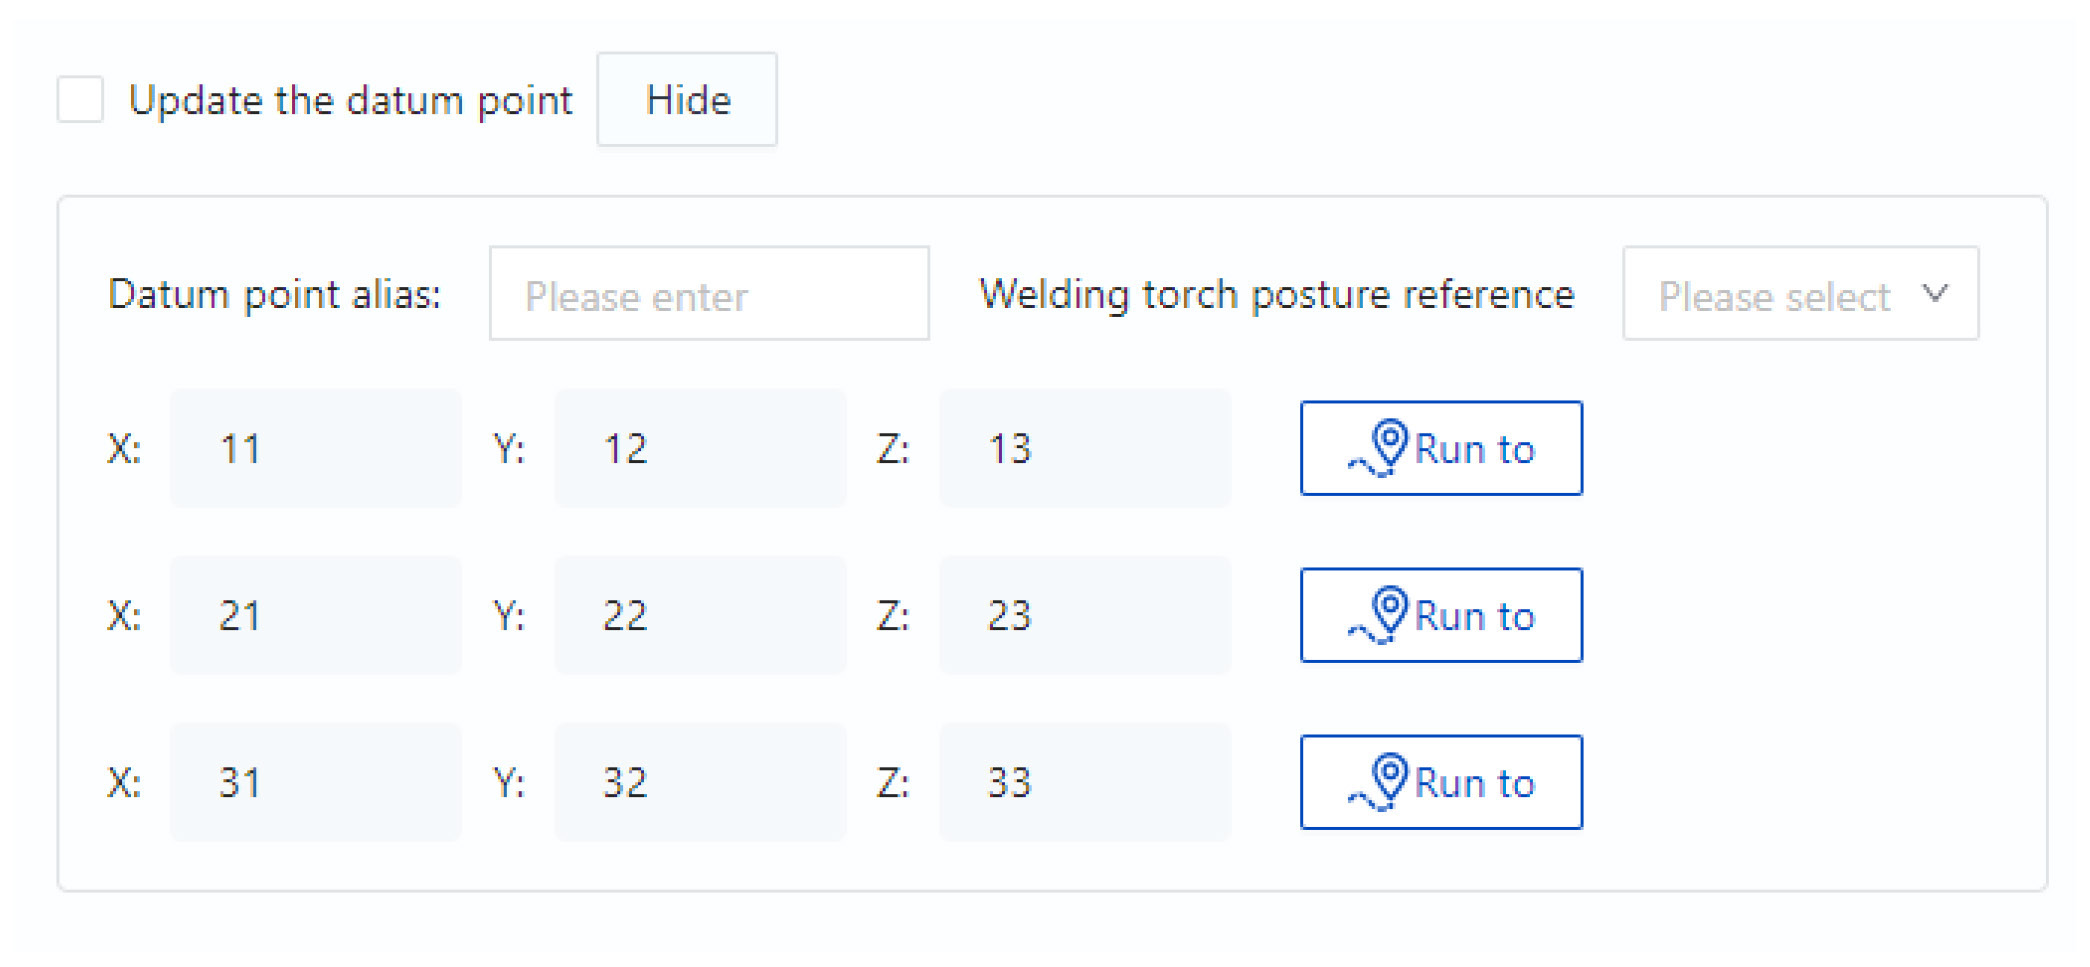 Update the datum point Hide
Datum point alias: Please enter Welding torch posture reference Please select
X: 11 Y: 12 Z: 13 Run to
X: 21 Y: 22 Z: 23 Run to
X: 31 Y: 32 Z: 33 Run to